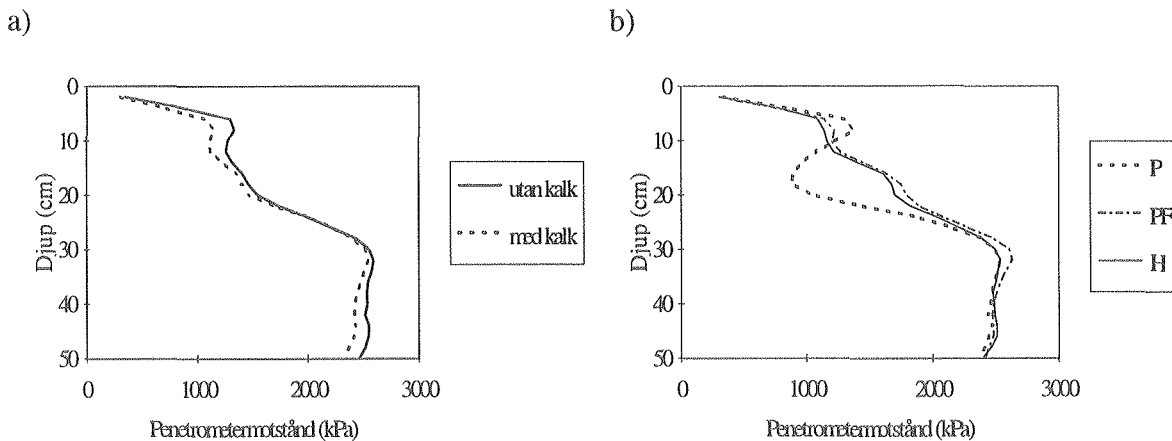 a)
0
10
20
30
40
50
Djup (cm)
0
1000
2000
3000
Penetrometermotstånd (kPa)
utan kalk
med kalk
b)
0
10
20
30
40
50
Djup (cm)
0
1000
2000
3000
Penetrometermotstånd (kPa)
P
PF
H